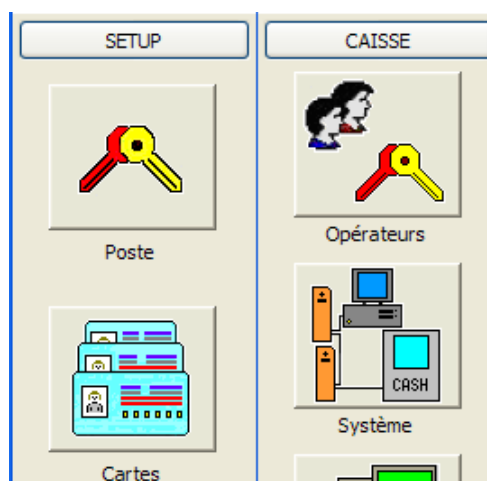 SETUP
CAISSE
Poste
Opérateurs
CASH
Système
Cartes